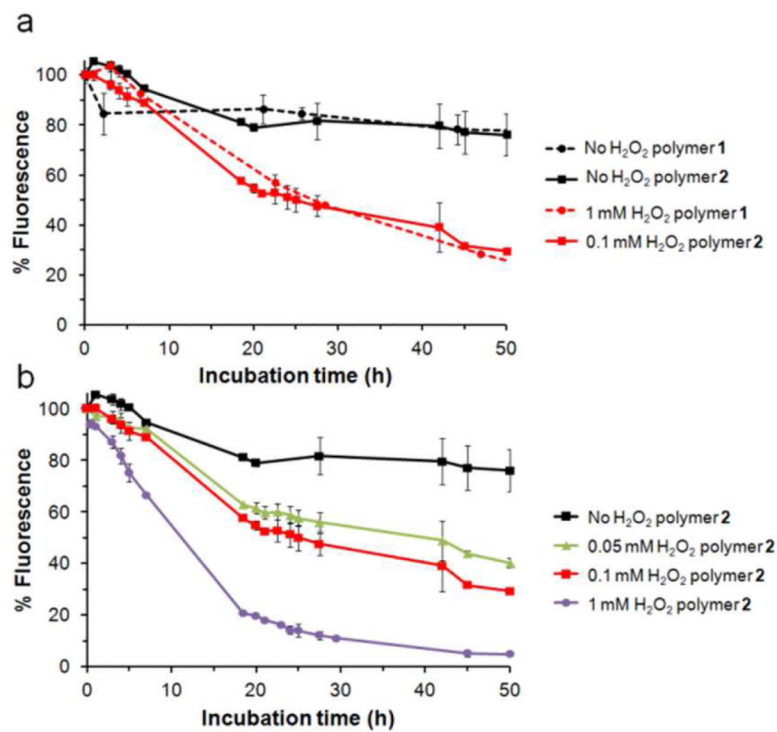 a
% Fluorescence
100
80
60
40
20
0
0 10 20 30 40 50
Incubation time (h)
No H₂O₂ polymer 1
No H₂O₂ polymer 2
1 mM H₂O₂ polymer 1
0.1 mM H₂O₂ polymer 2
b
% Fluorescence
100
80
60
40
20
0
0 10 20 30 40 50
Incubation time (h)
No H₂O₂ polymer 2
0.05 mM H₂O₂ polymer 2
0.1 mM H₂O₂ polymer 2
1 mM H₂O₂ polymer 2